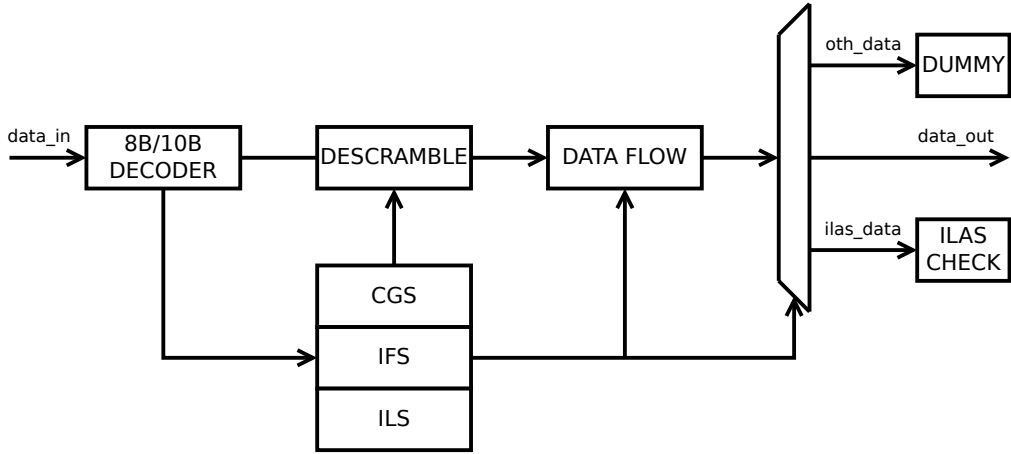 oth_data
DUMMY
data_in
8B/10B
DECODER
DESCRAMBLE
DATA FLOW
data_out
ilas_data
ILAS
CHECK
CGS
IFS
ILS